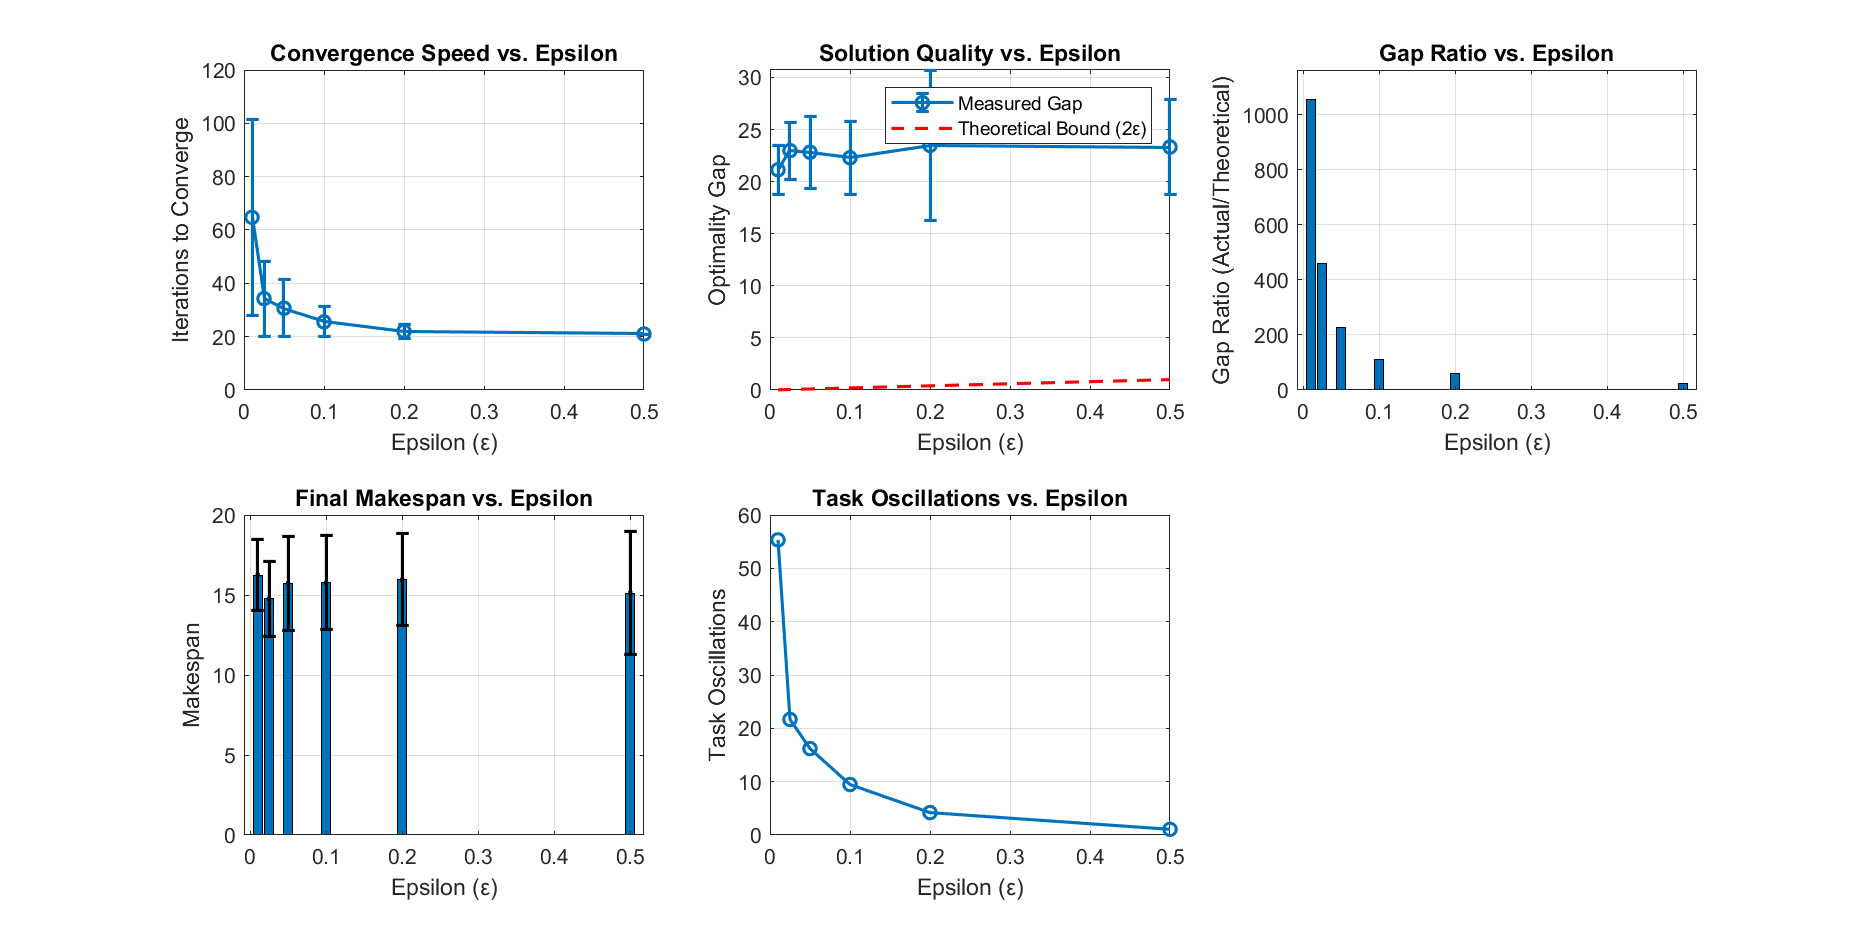 Convergence Speed vs. Epsilon
120
100
80
60
40
20
0
Iterations to Converge
0 0.1 0.2 0.3 0.4 0.5
Epsilon (ε)
Solution Quality vs. Epsilon
30
25
20
15
10
5
0
Optimality Gap
Measured Gap
Theoretical Bound (2ε)
0 0.1 0.2 0.3 0.4 0.5
Epsilon (ε)
Gap Ratio vs. Epsilon
1000
800
600
400
200
0
Gap Ratio (Actual/Theoretical)
0 0.1 0.2 0.3 0.4 0.5
Epsilon (ε)
Final Makespan vs. Epsilon
20
15
10
5
0
Makespan
0 0.1 0.2 0.3 0.4 0.5
Epsilon (ε)
Task Oscillations vs. Epsilon
60
50
40
30
20
10
0
Task Oscillations
0 0.1 0.2 0.3 0.4 0.5
Epsilon (ε)